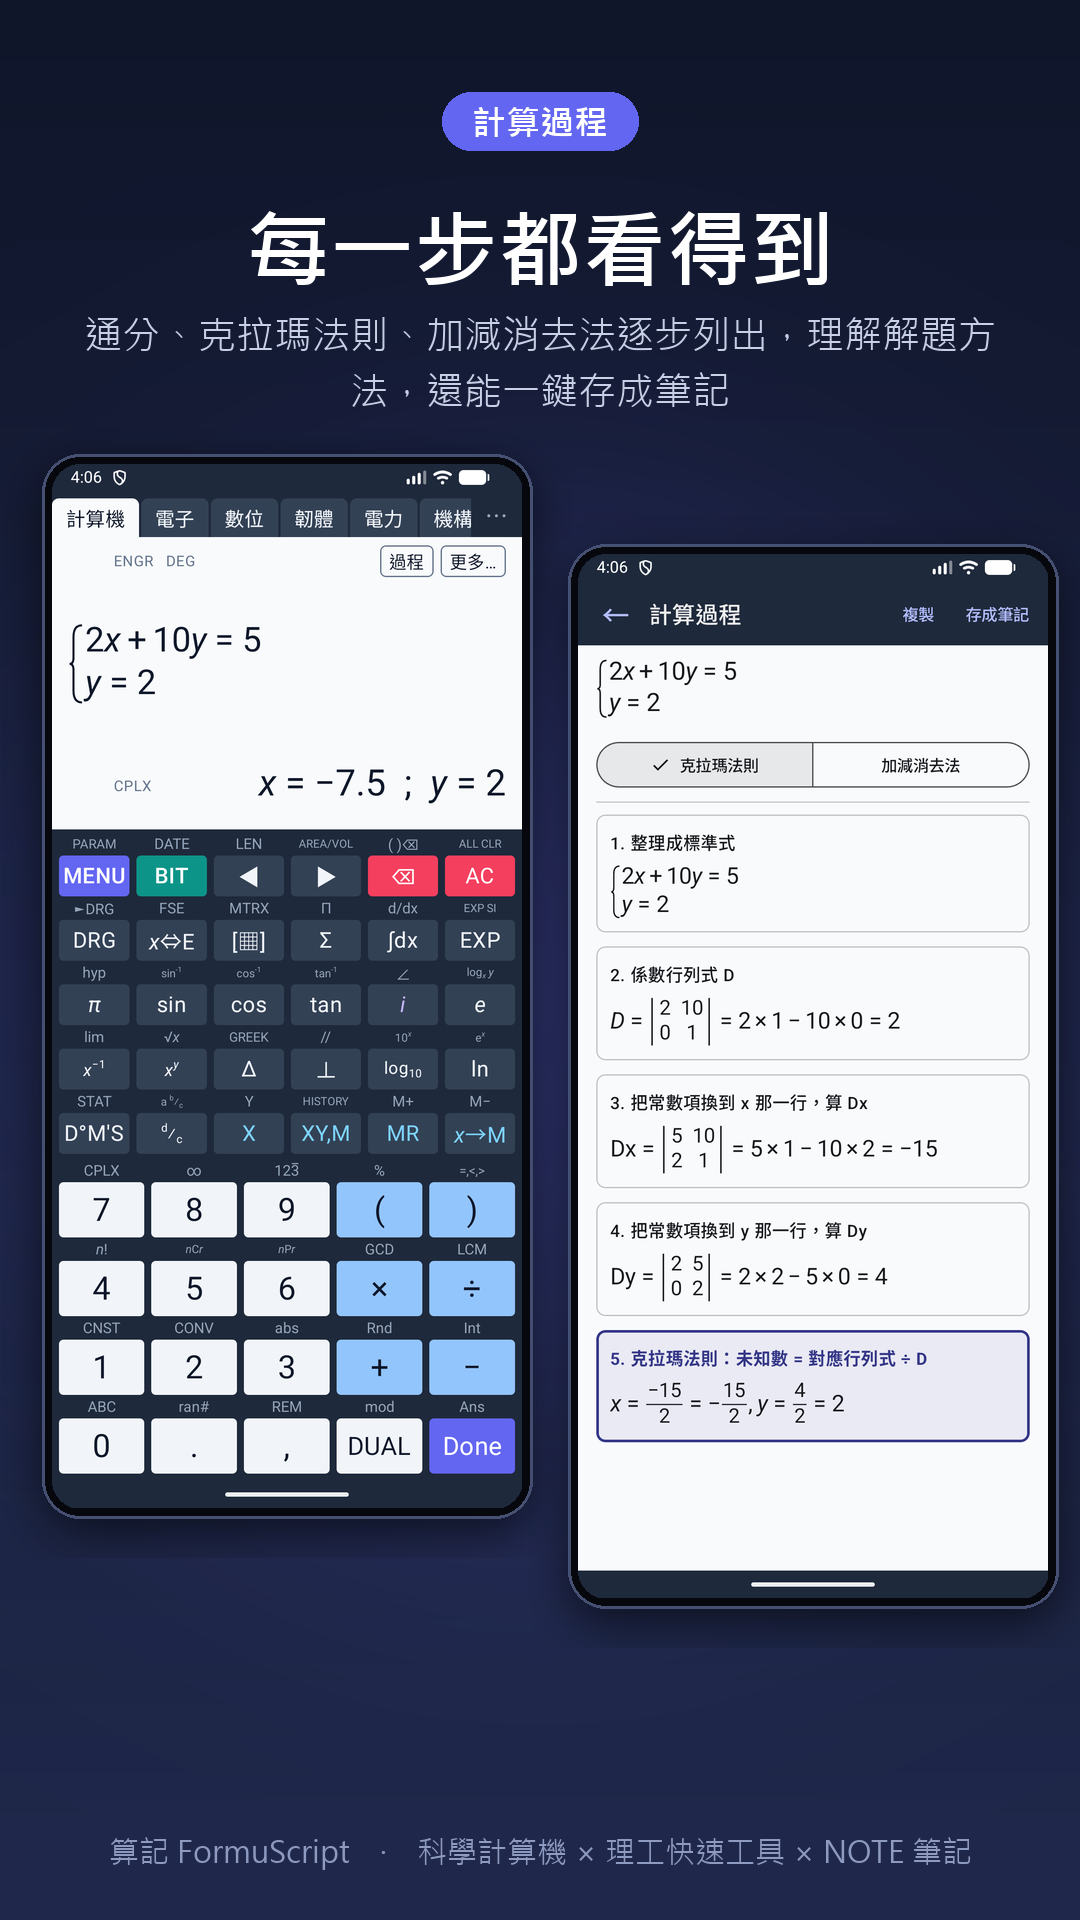 計算過程
每一步都看得到
通分、克拉瑪法則、加減消去法逐步列出，理解解題方
法，還能一鍵存成筆記
4:06
計算機 電子 數位 韌體 電力 機構 ...
ENGR DEG 過程 更多...
2x + 10y = 5
y = 2
CPLX x = −7.5 ; y = 2
PARAM DATE LEN AREA/VOL ( )⌫ ALL CLR
MENU BIT ◀ ▶ ⌫ AC
►DRG FSE MTRX Π d/dx EXP SI
DRG x⇔E [▦] Σ ∫dx EXP
hyp sin⁻¹ cos⁻¹ tan⁻¹ ∠ logₓ y
π sin cos tan i e
lim √x GREEK // 10ˣ eˣ
x⁻¹ xʸ Δ ⊥ log₁₀ ln
STAT a b/c Y HISTORY M+ M−
D°M'S d/c X XY,M MR x→M
CPLX ∞ 123̅ % =,<,>
7 8 9 ( )
n! nCr nPr GCD LCM
4 5 6 × ÷
CNST CONV abs Rnd Int
1 2 3 + −
ABC ran# REM mod Ans
0 . , DUAL Done
4:06
← 計算過程 複製 存成筆記
2x + 10y = 5
y = 2
✓ 克拉瑪法則 加減消去法
1. 整理成標準式
2x + 10y = 5
y = 2
2. 係數行列式 D
D = |2 10; 0 1| = 2 × 1 − 10 × 0 = 2
3. 把常數項換到 x 那一行，算 Dx
Dx = |5 10; 2 1| = 5 × 1 − 10 × 2 = −15
4. 把常數項換到 y 那一行，算 Dy
Dy = |2 5; 0 2| = 2 × 2 − 5 × 0 = 4
5. 克拉瑪法則：未知數 = 對應行列式 ÷ D
x = −15/2 = −15/2, y = 4/2 = 2
算記 FormuScript · 科學計算機 × 理工快速工具 × NOTE 筆記